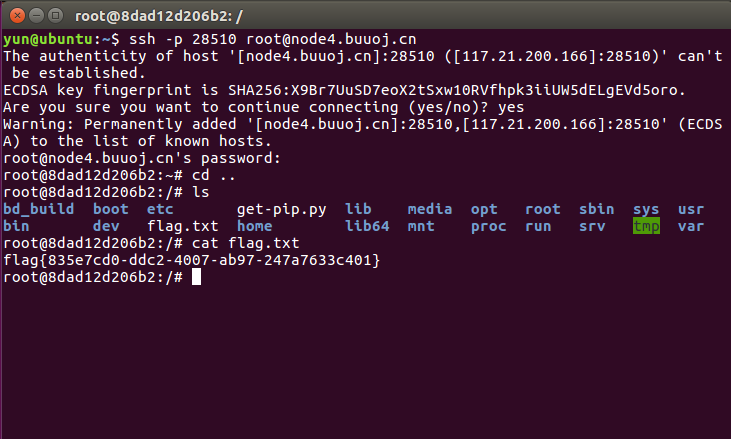 root@8dad12d206b2: /
yun@ubuntu:~$ ssh -p 28510 root@node4.buuoj.cn
The authenticity of host '[node4.buuoj.cn]:28510 ([117.21.200.166]:28510)' can't
 be established.
ECDSA key fingerprint is SHA256:X9Br7UuSD7eoX2tSxw10RVfhpk3iiUW5dELgEVd5oro.
Are you sure you want to continue connecting (yes/no)? yes
Warning: Permanently added '[node4.buuoj.cn]:28510,[117.21.200.166]:28510' (ECDS
A) to the list of known hosts.
root@node4.buuoj.cn's password:
root@8dad12d206b2:~# cd ..
root@8dad12d206b2:/# ls
bd_build  boot  etc       get-pip.py  lib    media  opt   root  sbin  sys  usr
bin       dev   flag.txt  home        lib64  mnt    proc  run   srv   tmp  var
root@8dad12d206b2:/# cat flag.txt
flag{835e7cd0-ddc2-4007-ab97-247a7633c401}
root@8dad12d206b2:/#